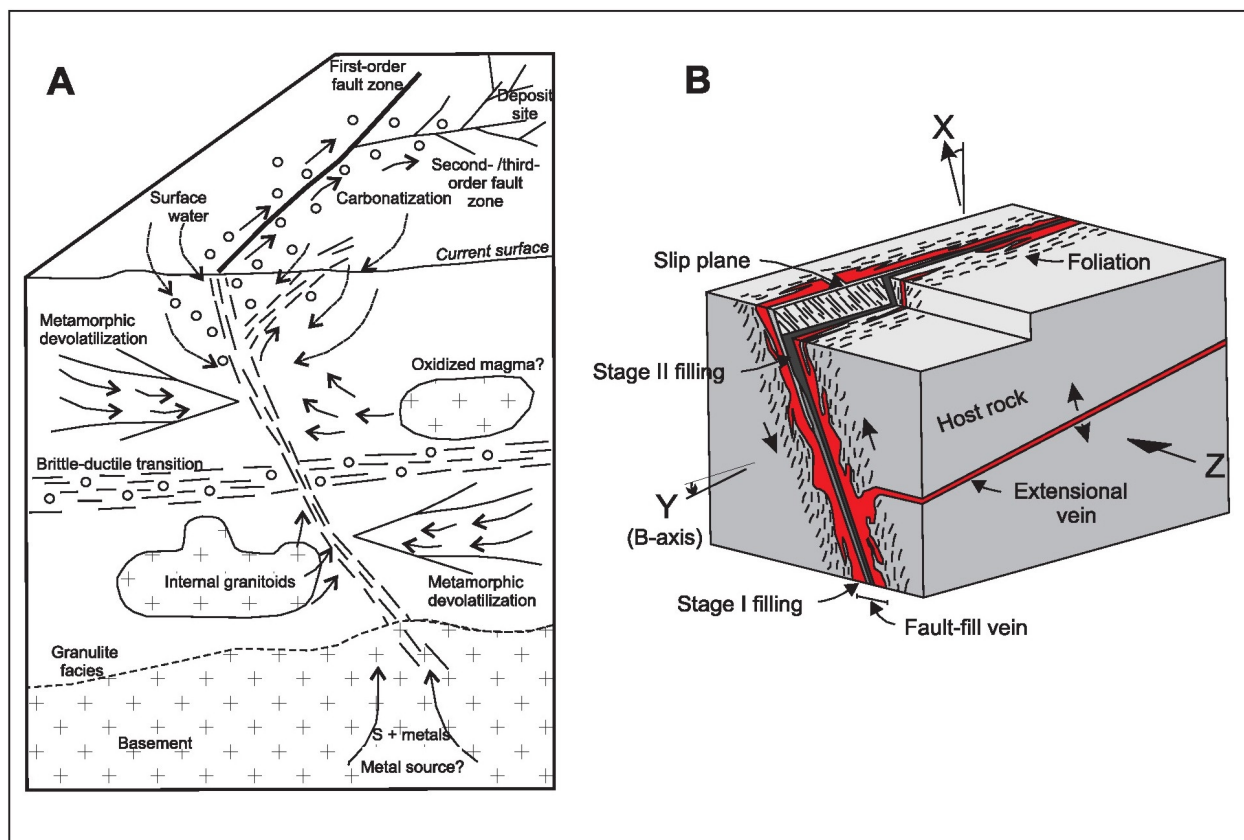 A
First-order
fault zone
Deposit
site
Second- /third-
order fault
zone
Surface
water
Carbonatization
Current surface
Metamorphic
devolatilization
Oxidized magma?
Brittle-ductile transition
Internal granitoids
Metamorphic
devolatilization
Granulite
facies
Basement
S + metals
Metal source?
B
X
Slip plane
Foliation
Stage II filling
Host rock
Z
Y
(B-axis)
Extensional
vein
Stage I filling
Fault-fill vein